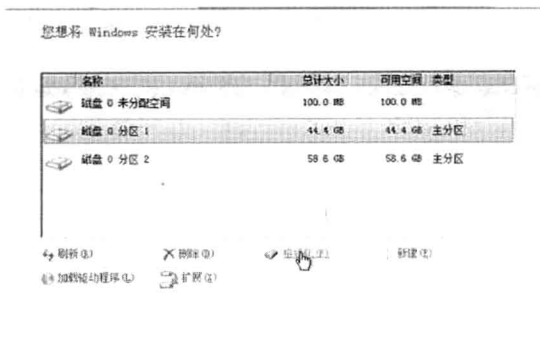 您想将 Windows 安装在何处?
名称 总计大小 可用空间 类型
磁盘 0 未分配空间 100.0 MB 100.0 MB
磁盘 0 分区 1 44.4 GB 44.4 GB 主分区
磁盘 0 分区 2 58.6 GB 58.6 GB 主分区
刷新(R) 删除(D) 新建(E)
加载驱动程序(L) 扩展(X)